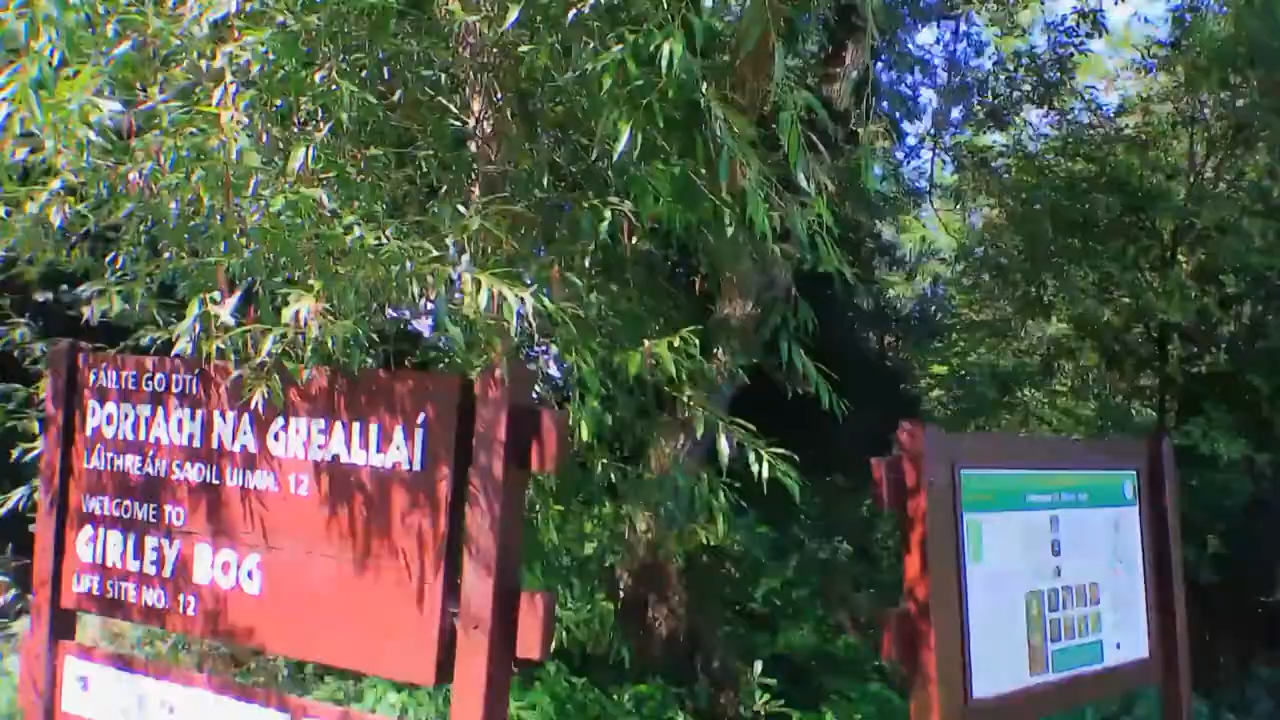 FÁILTE GO DTÍ
PORTACH NA GREALLAÍ
LÁITHREÁN SAOIL UIMH. 12
WELCOME TO
GIRLEY BOG
LIFE SITE NO. 12